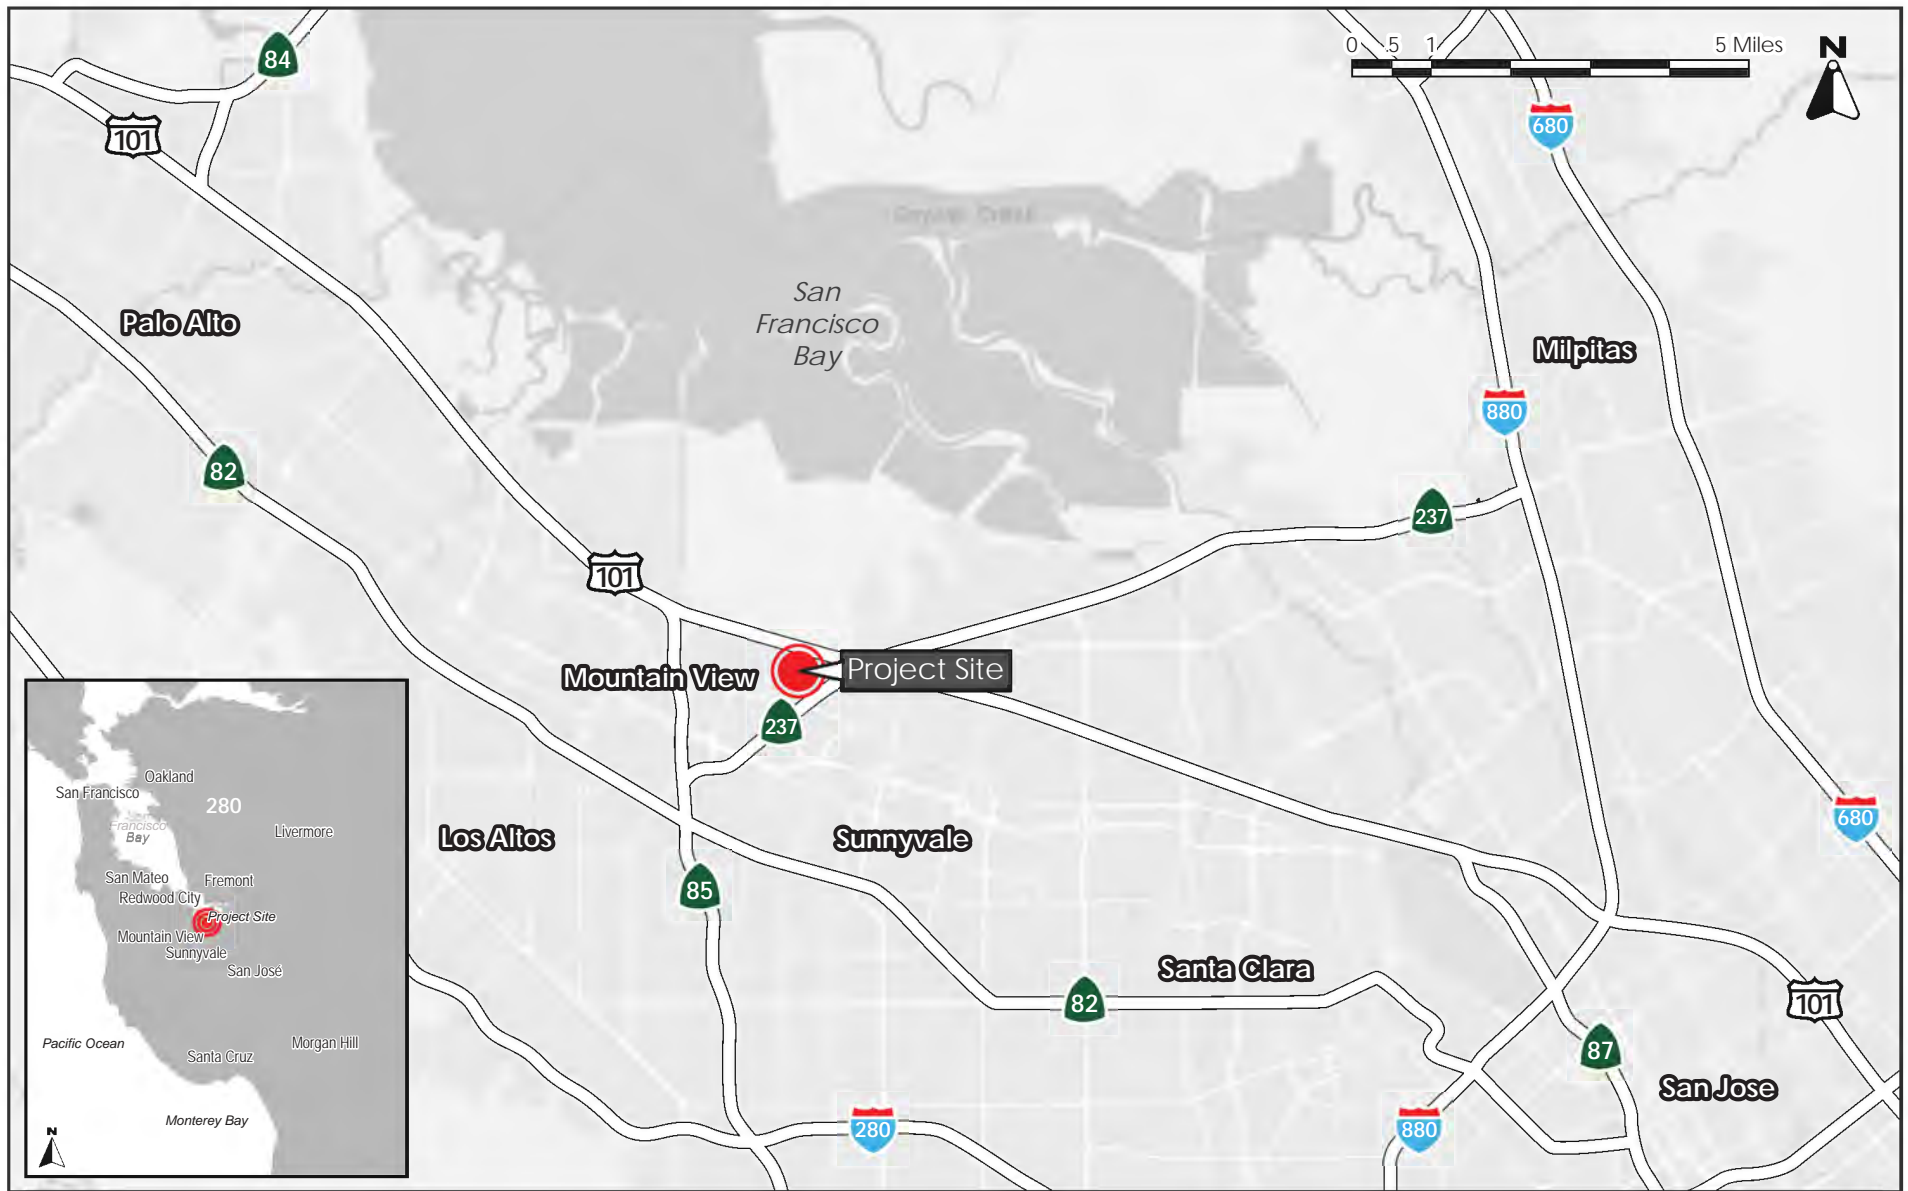 84
0 .5 1 5 Miles
N
101
680
San
Francisco
Bay
Palo Alto
Milpitas
880
82
237
101
Project Site
Mountain View
237
680
Los Altos
Sunnyvale
85
Santa Clara
82
101
87
San Jose
280
880
Oakland
San Francisco
280
San
Francisco
Bay
Livermore
San Mateo
Fremont
Redwood City
Project Site
Mountain View
Sunnyvale
San José
Pacific Ocean
Morgan Hill
Santa Cruz
Monterey Bay
N